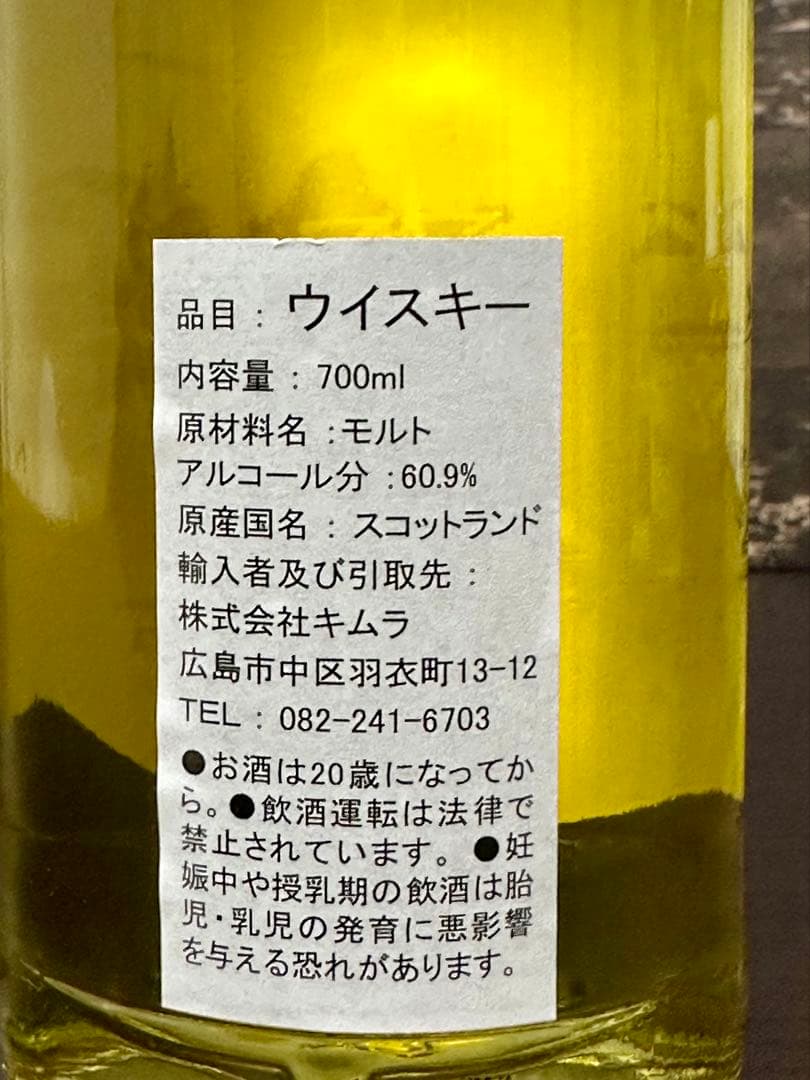 品目 : ウイスキー
内容量 : 700ml
原材料名 :モルト
アルコール分 :60.9%
原産国名 : スコットランド
輸入者及び引取先 :
株式会社キムラ
広島市中区羽衣町13-12
TEL : 082-241-6703
●お酒は20歳になってか
ら。●飲酒運転は法律で
禁止されています。●妊
娠中や授乳期の飲酒は胎
児・乳児の発育に悪影響
を与える恐れがあります。